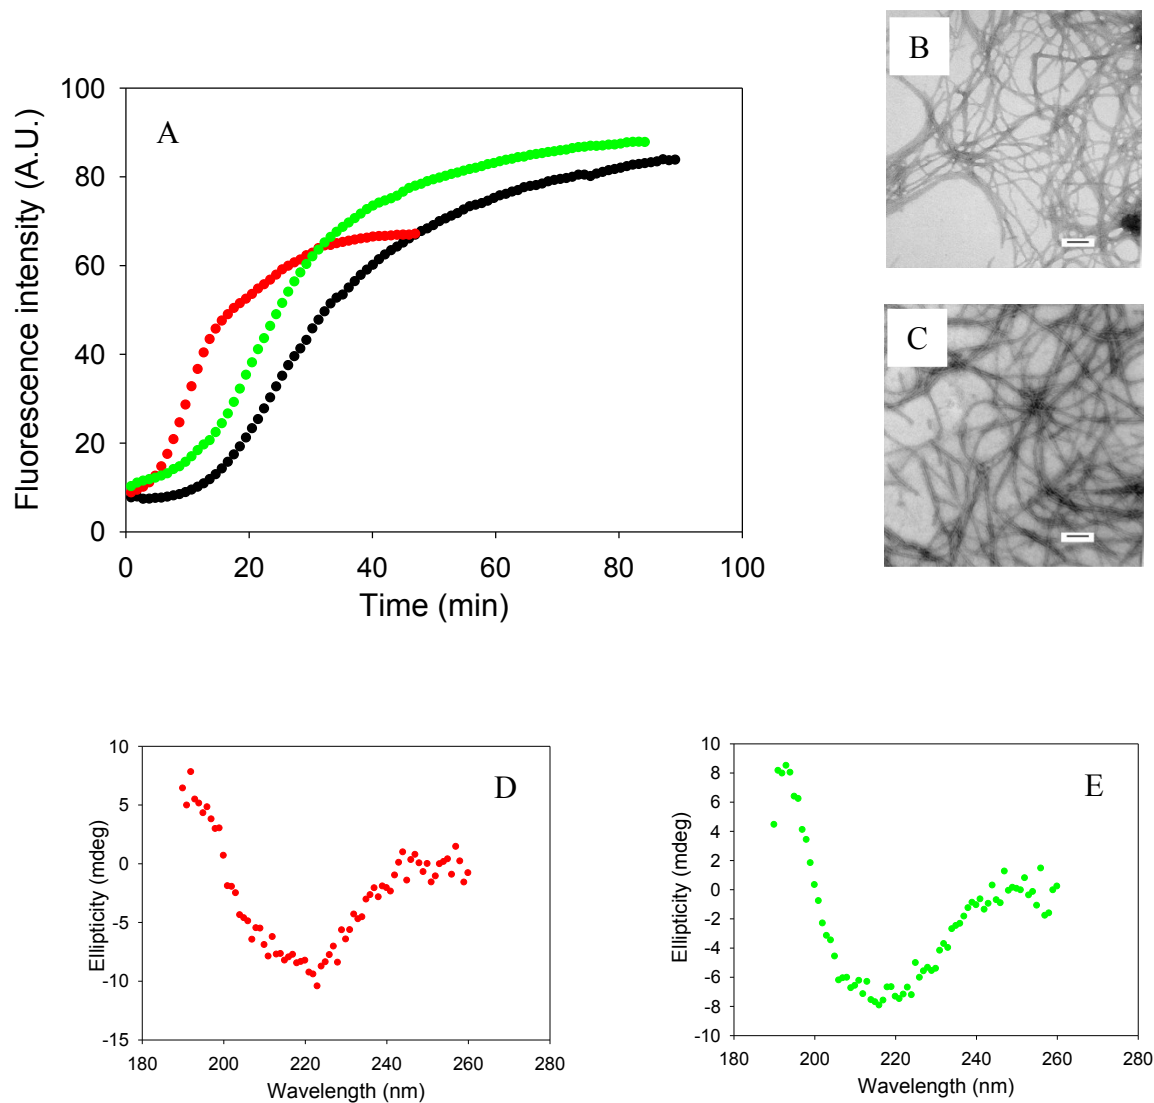 A
100
80
60
40
20
0
Fluorescence intensity (A.U.)
0 20 40 60 80 100
Time (min)
B
C
D
10
5
0
-5
-10
-15
Ellipticity (mdeg)
180 200 220 240 260 280
Wavelength (nm)
E
10
8
6
4
2
0
-2
-4
-6
-8
-10
Ellipticity (mdeg)
180 200 220 240 260 280
Wavelength (nm)